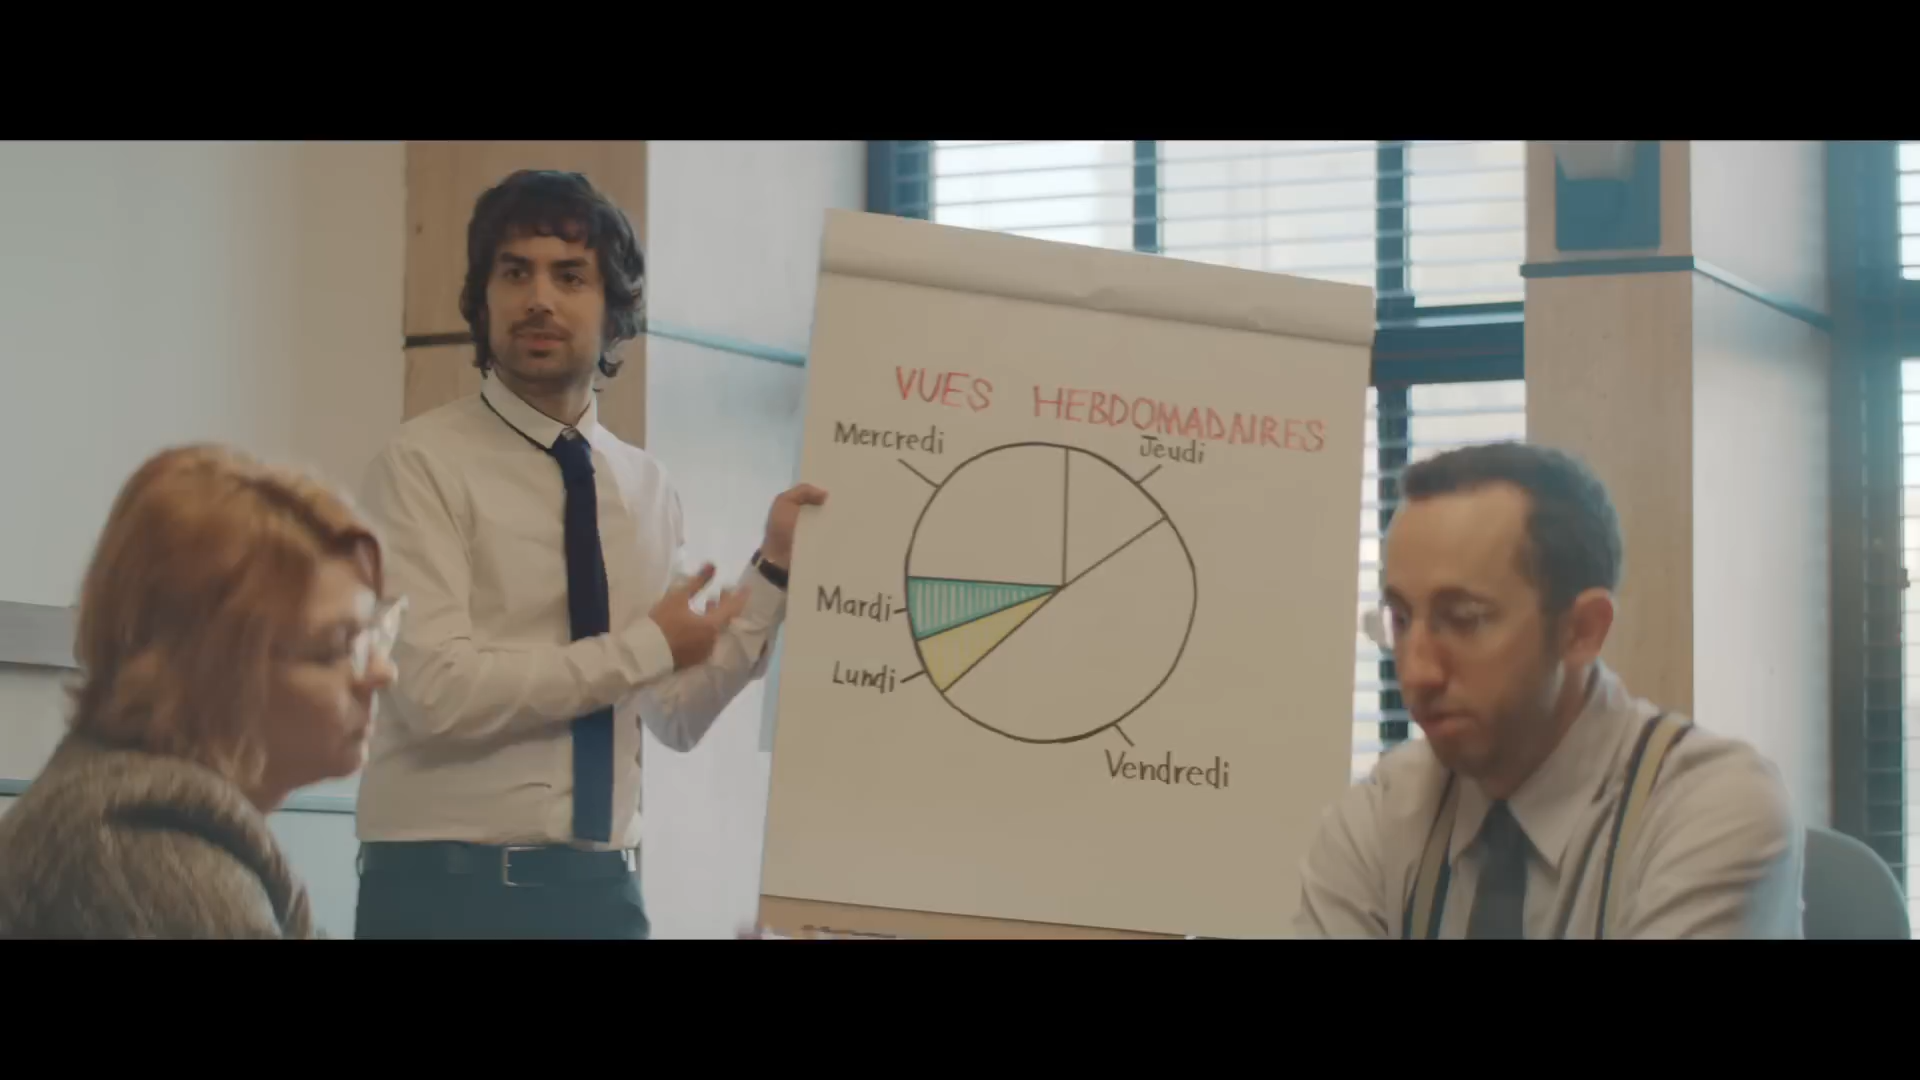 VUES HEBDOMADAIRES
Mercredi
Jeudi
Mardi
Lundi
Vendredi